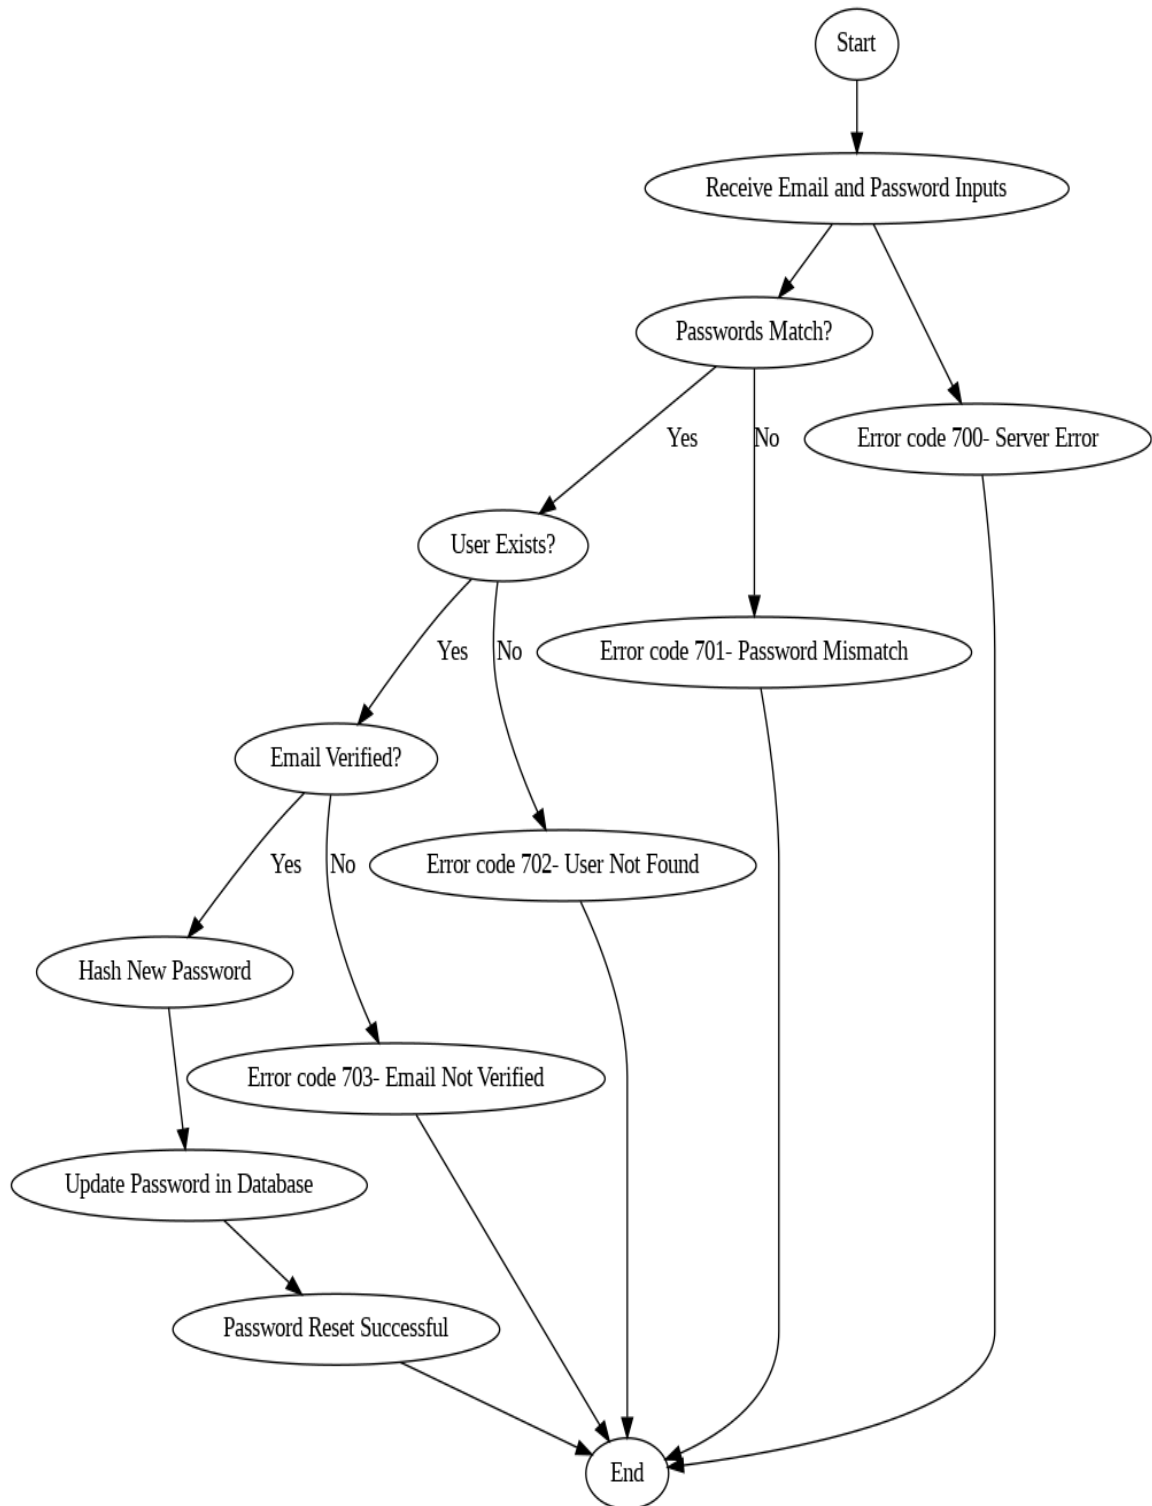 Start
Receive Email and Password Inputs
Passwords Match?
Yes
No
Error code 700- Server Error
User Exists?
Yes
No
Error code 701- Password Mismatch
Email Verified?
Yes
No
Error code 702- User Not Found
Hash New Password
Error code 703- Email Not Verified
Update Password in Database
Password Reset Successful
End